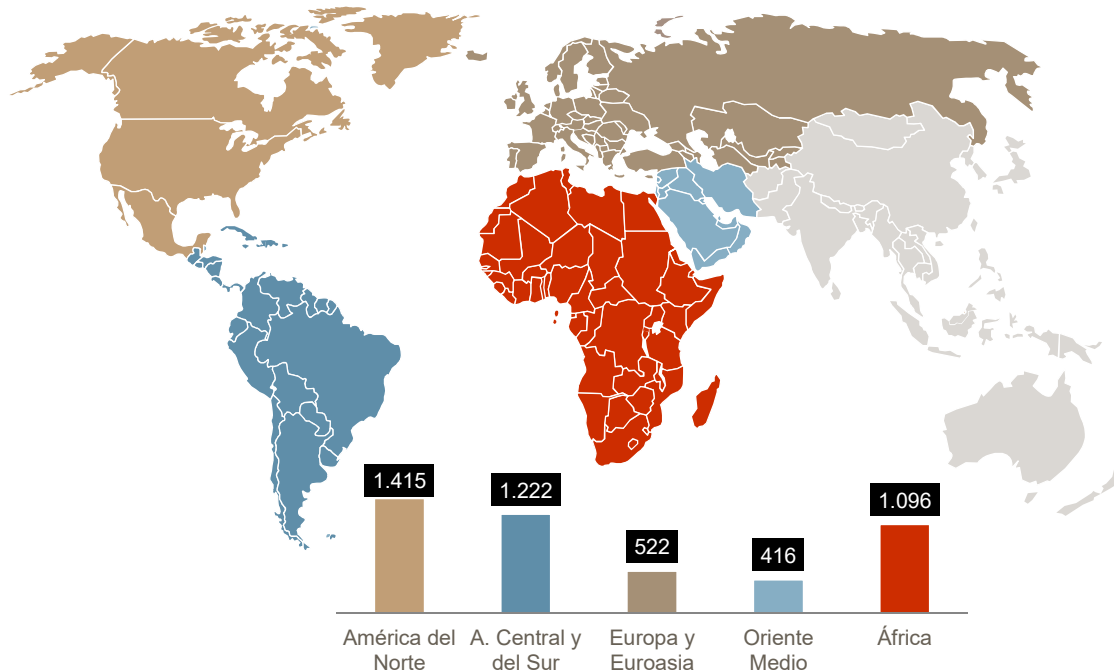 1.415
1.222
522
416
1.096
América del
Norte
A. Central y
del Sur
Europa y
Euroasia
Oriente
Medio
África